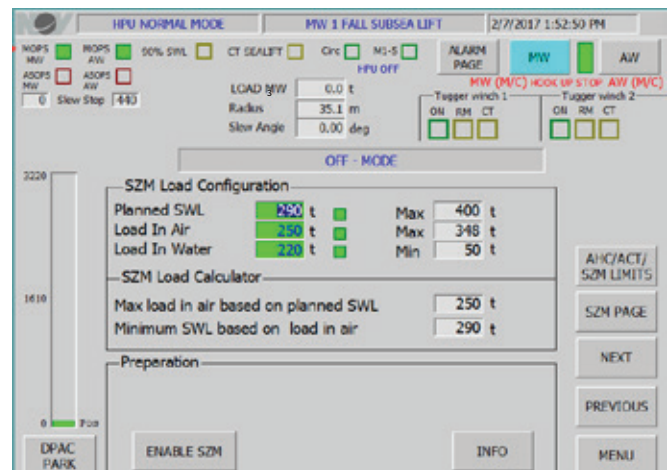 NOV HPU NORMAL MODE MW 1 FALL SUBSEA LIFT 2/7/2017 1:52:50 PM
MOPS MW MOPS AW 90% SWL CT SEALIFT Circ M1-5 ALARM PAGE MW AW
HPU OFF
AOPS MW AOPS AW
MW (M/C) HOOK UP STOP AW (M/C)
0 Slew Stop 440
LOAD MW 0.0 t
Radius 35.1 m
Slew Angle 0.00 deg
Tugger winch 1 Tugger winch 2
ON RM CT ON RM CT
OFF - MODE
3220
SZM Load Configuration
Planned SWL 290 t Max 400 t
Load In Air 250 t Max 348 t
Load In Water 220 t Min 50 t
AHC/ACT/
SZM LIMITS
SZM Load Calculator
1610
Max load in air based on planned SWL 250 t
Minimum SWL based on load in air 290 t
SZM PAGE
Preparation
NEXT
PREVIOUS
0 Pos
DPAC
PARK
ENABLE SZM INFO MENU